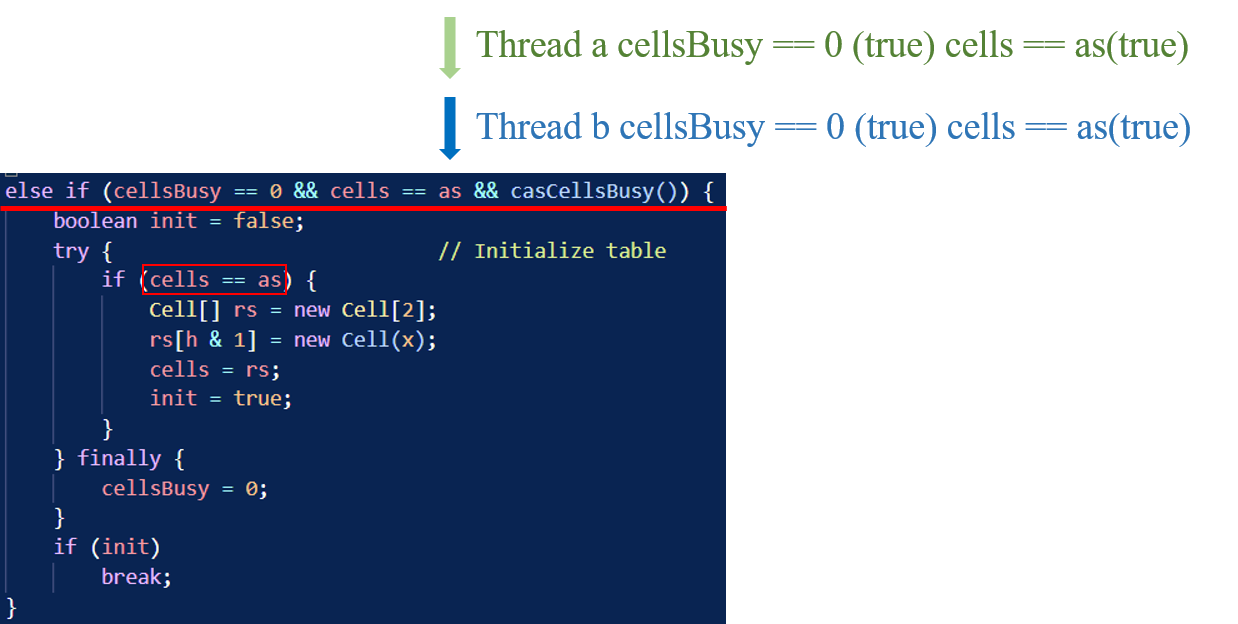 Thread a cellsBusy == 0 (true) cells == as(true)
Thread b cellsBusy == 0 (true) cells == as(true)
else if (cellsBusy == 0 && cells == as && casCellsBusy()) {
boolean init = false;
try { // Initialize table
if (cells == as) {
Cell[] rs = new Cell[2];
rs[h & 1] = new Cell(x);
cells = rs;
init = true;
}
} finally {
cellsBusy = 0;
}
if (init)
break;
}